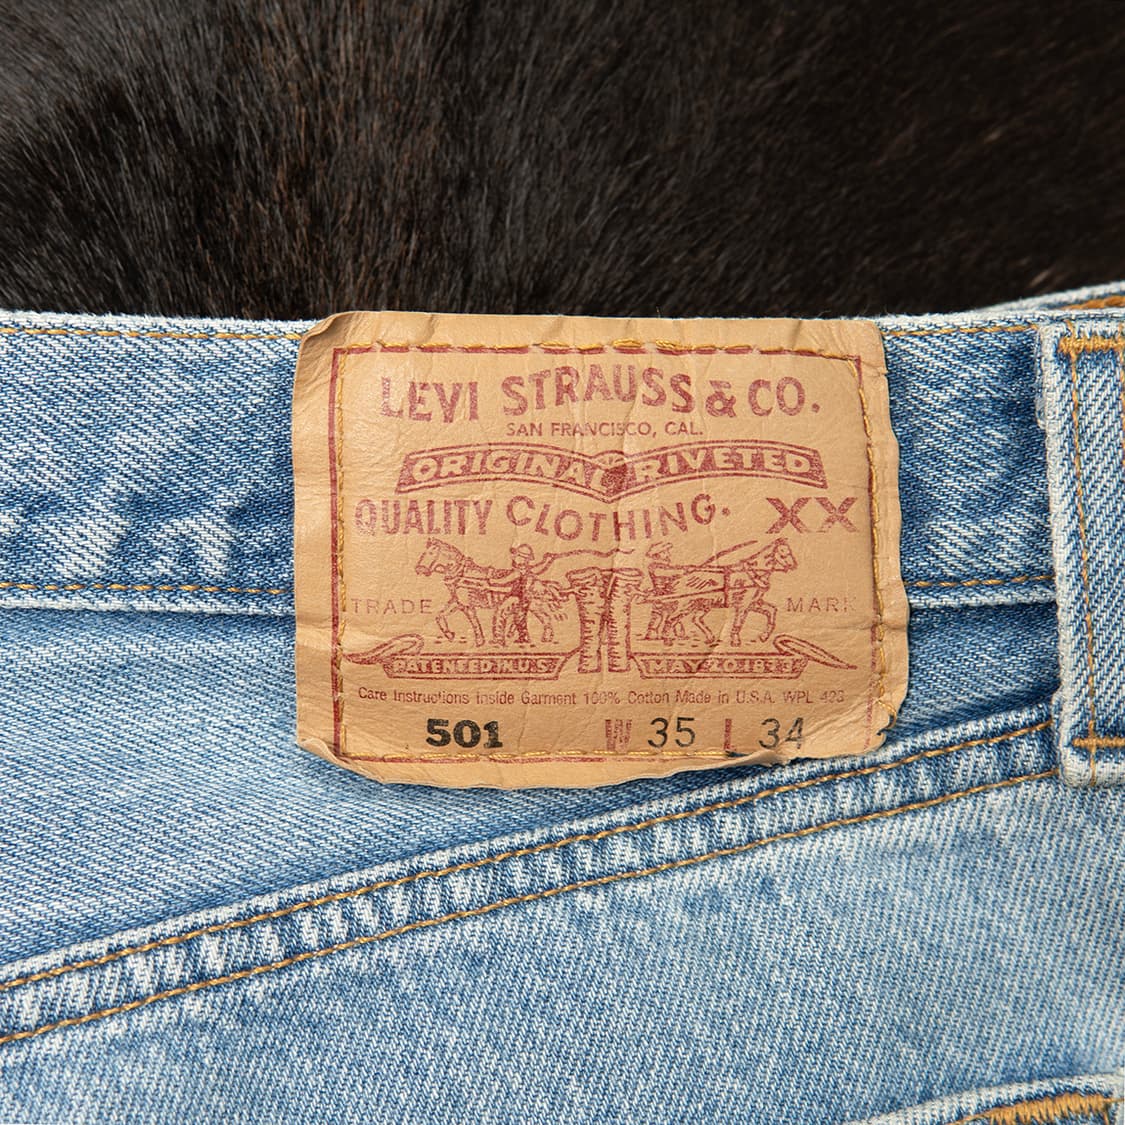 LEVI STRAUSS & CO.
SAN FRANCISCO, CAL.
ORIGINAL RIVETED
QUALITY CLOTHING. XX
TRADE MARK
PATENTED IN U.S. MAY 20.1873
Care Instructions Inside Garment 100% Cotton Made in U.S.A. WPL 423
501 W 35 L 34